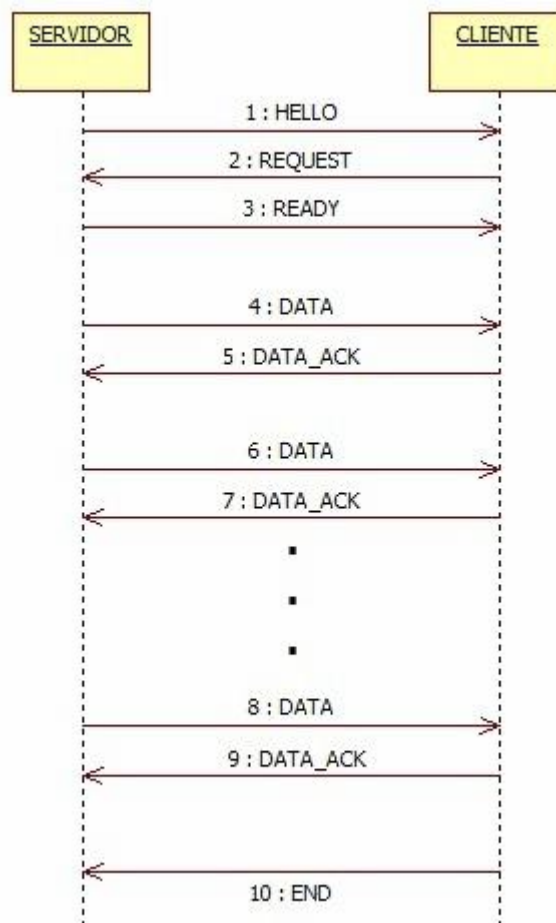 SERVIDOR
CLIENTE
1 : HELLO
2 : REQUEST
3 : READY
4 : DATA
5 : DATA_ACK
6 : DATA
7 : DATA_ACK
8 : DATA
9 : DATA_ACK
10 : END